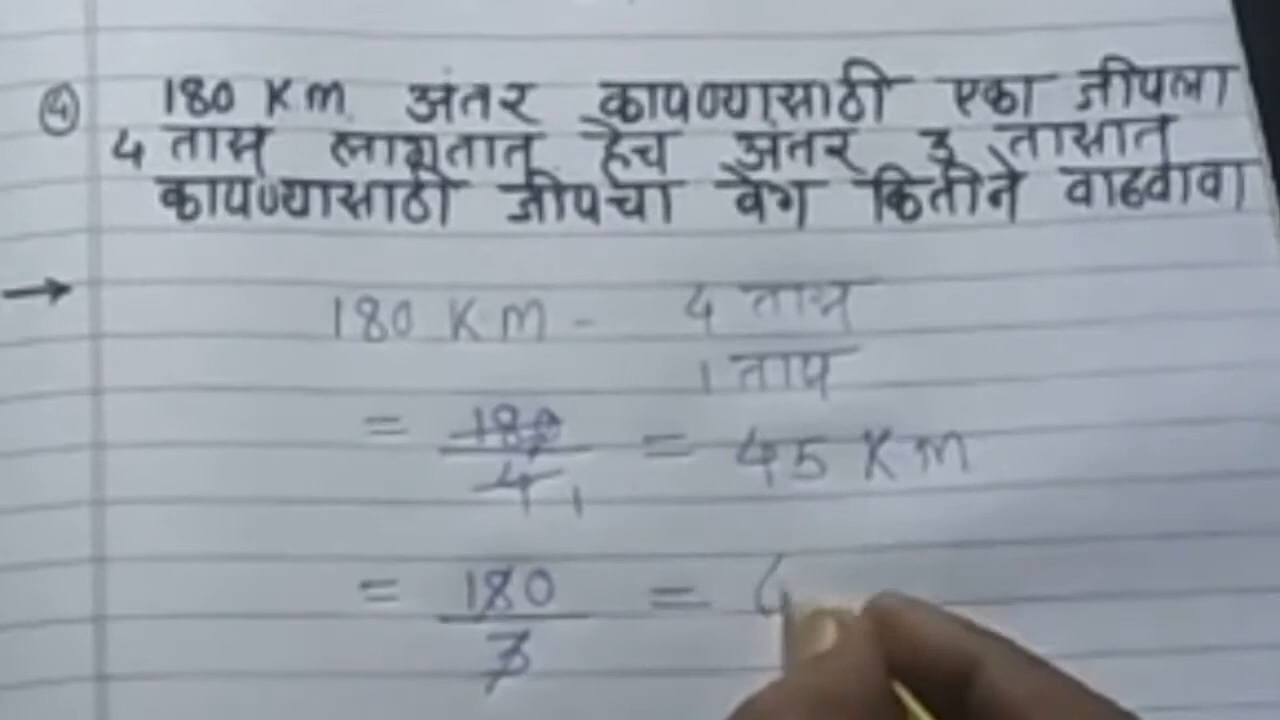 ④ 180 Km. अंतर कापण्यासाठी एका जीपला
4 तास लागतात हेच अंतर 3 तासात
कापण्यासाठी जीपचा वेग कितीने वाढवावा
→ 180 KM - 4 तास
1 तास
= 180/4 1 = 45 KM
= 180/3 =